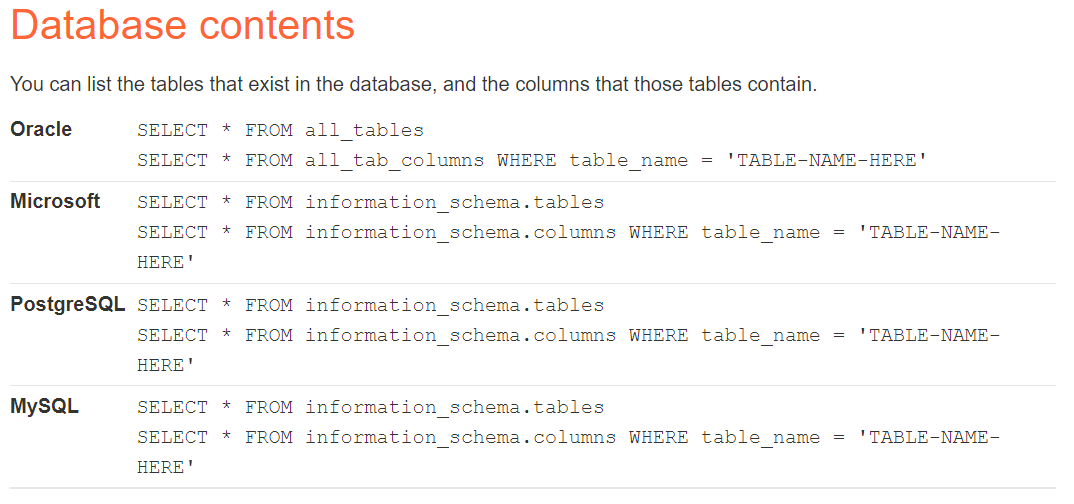 Database contents
You can list the tables that exist in the database, and the columns that those tables contain.
Oracle SELECT * FROM all_tables
SELECT * FROM all_tab_columns WHERE table_name = 'TABLE-NAME-HERE'
Microsoft SELECT * FROM information_schema.tables
SELECT * FROM information_schema.columns WHERE table_name = 'TABLE-NAME-
HERE'
PostgreSQL SELECT * FROM information_schema.tables
SELECT * FROM information_schema.columns WHERE table_name = 'TABLE-NAME-
HERE'
MySQL SELECT * FROM information_schema.tables
SELECT * FROM information_schema.columns WHERE table_name = 'TABLE-NAME-
HERE'